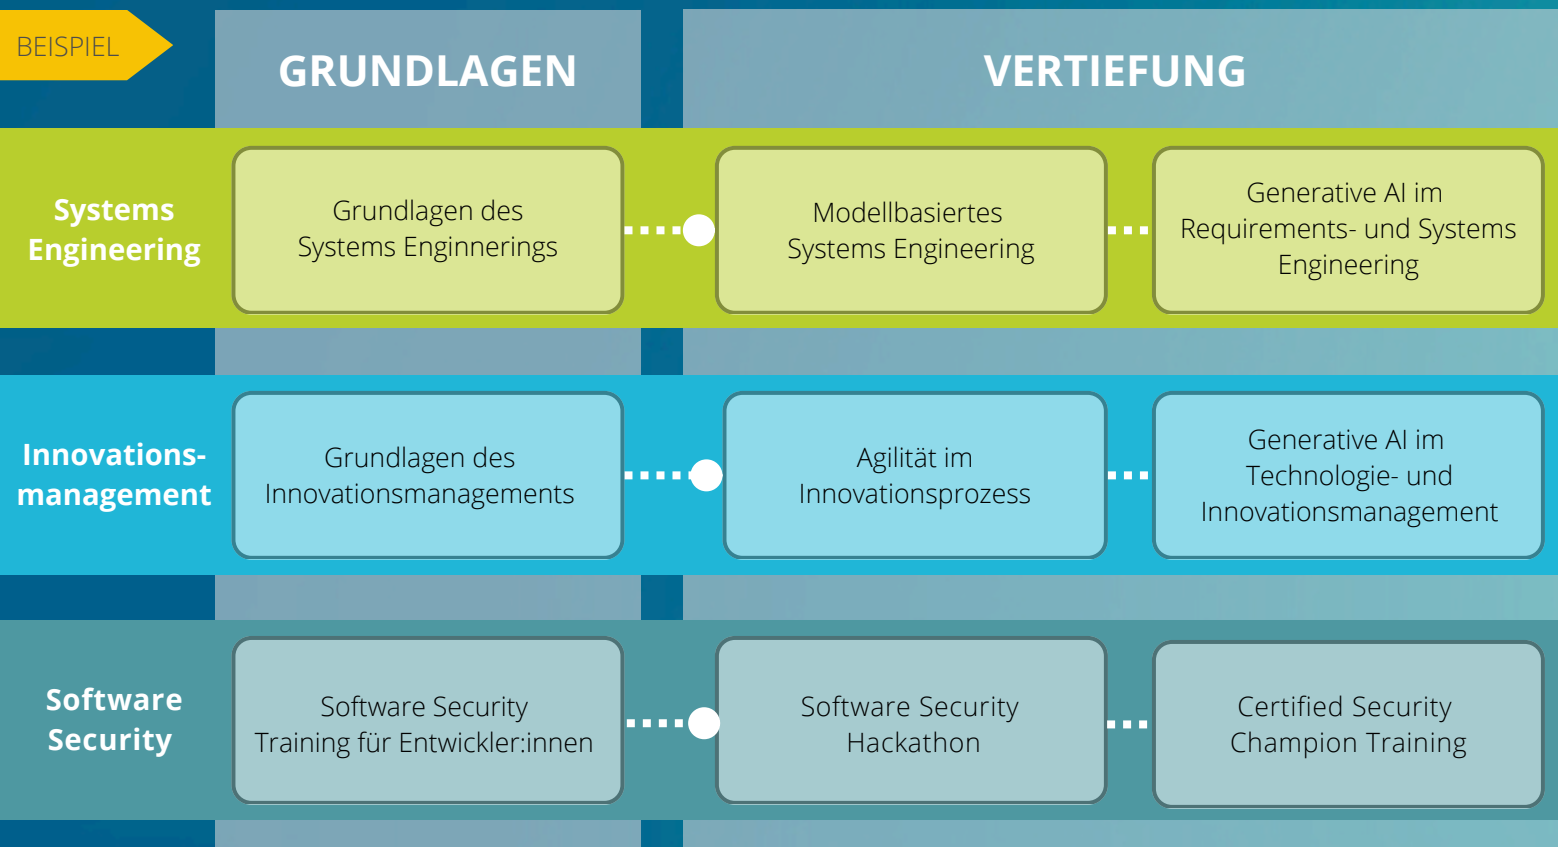 BEISPIEL
GRUNDLAGEN
VERTIEFUNG
Systems
Engineering
Grundlagen des
Systems Enginnerings
Modellbasiertes
Systems Engineering
Generative AI im
Requirements- und Systems
Engineering
Innovations-
management
Grundlagen des
Innovationsmanagements
Agilität im
Innovationsprozess
Generative AI im
Technologie- und
Innovationsmanagement
Software
Security
Software Security
Training für Entwickler:innen
Software Security
Hackathon
Certified Security
Champion Training